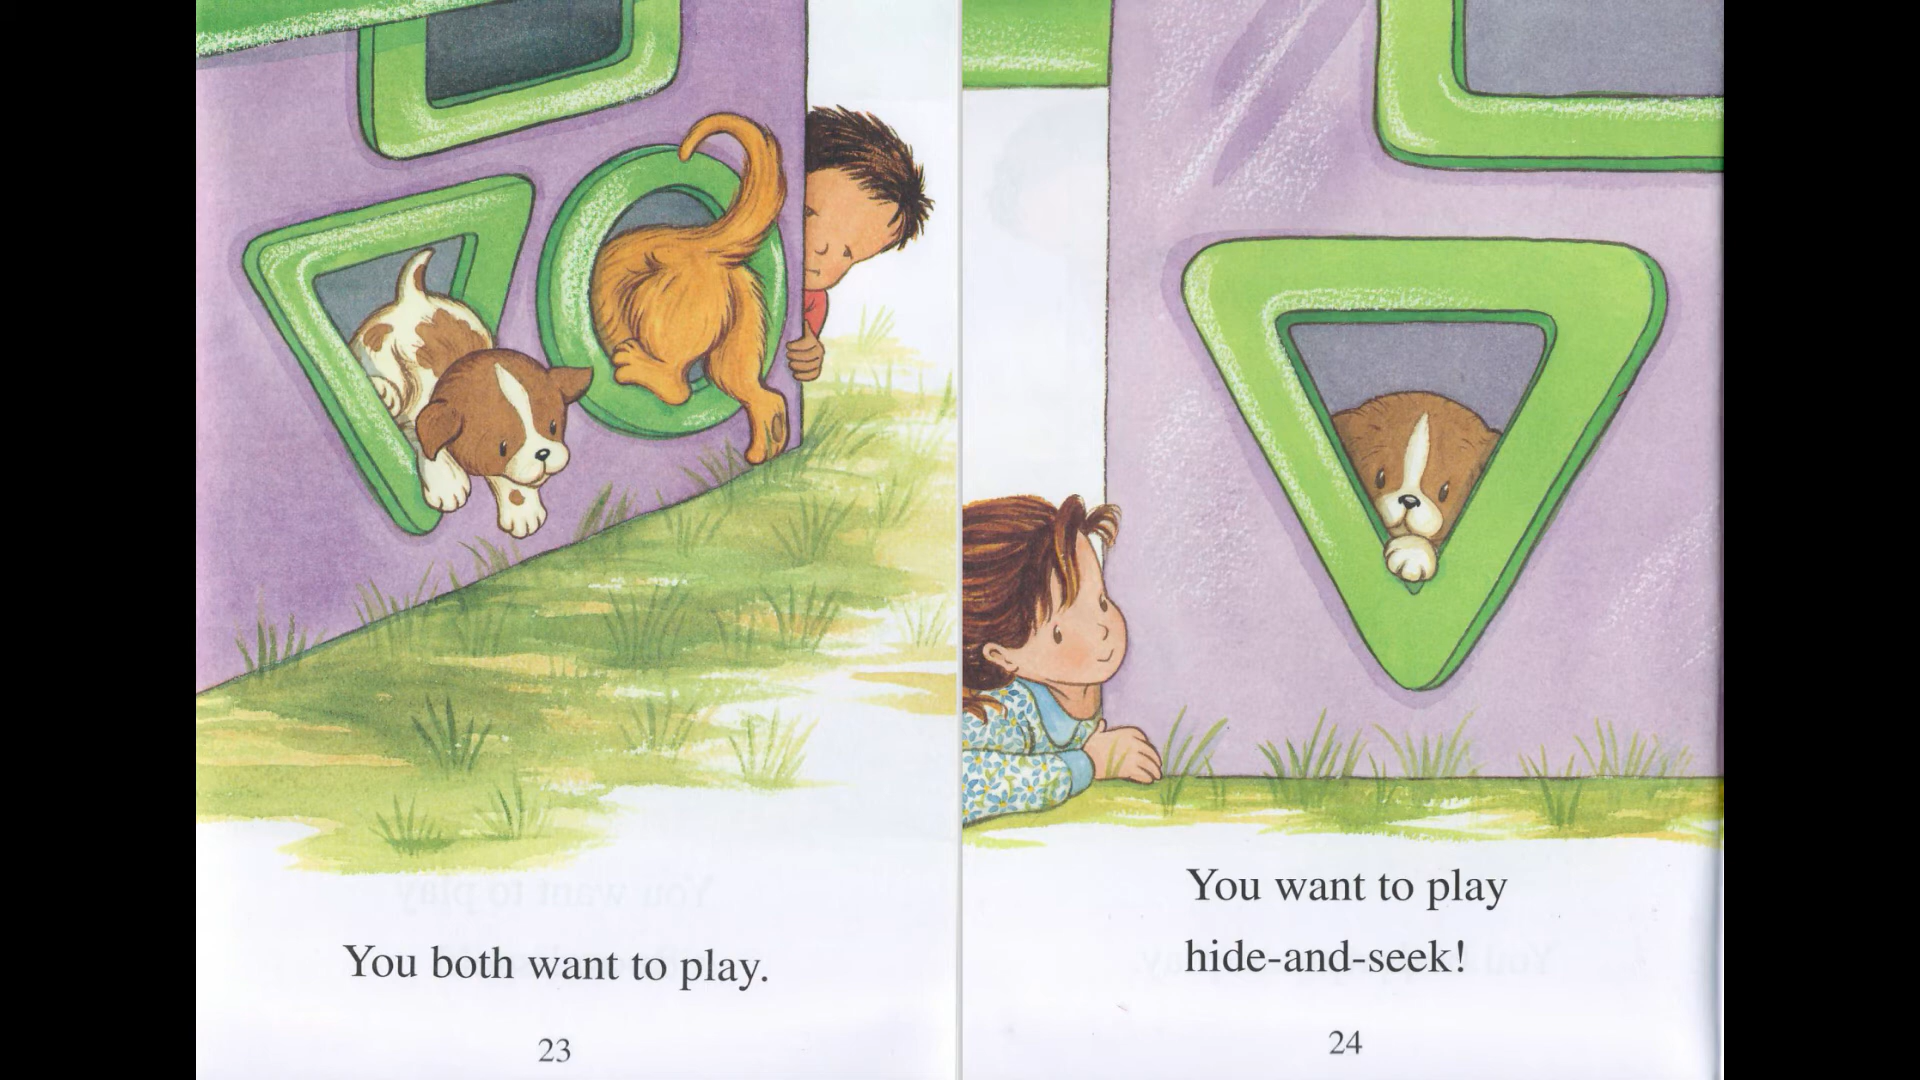 You both want to play.
23
You want to play
hide-and-seek!
24